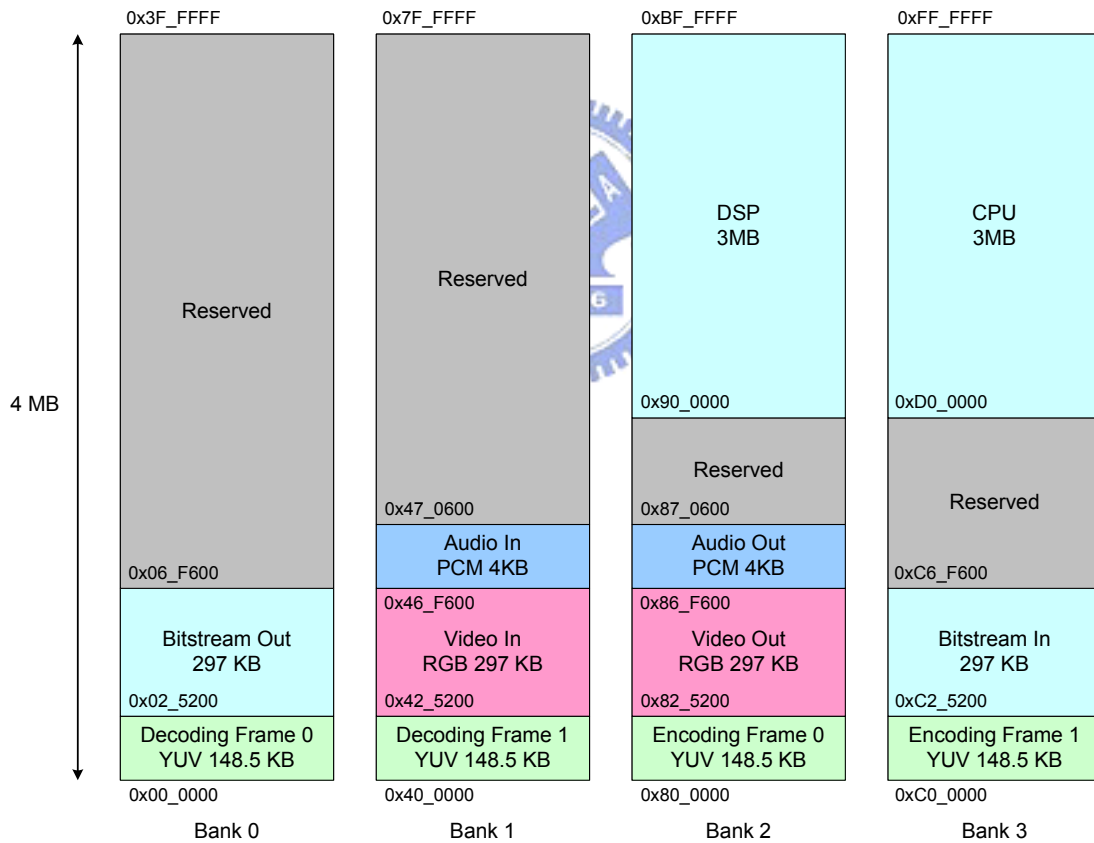 0x3F_FFFF
0x7F_FFFF
0xBF_FFFF
0xFF_FFFF
4 MB
Reserved
0x06_F600
Bitstream Out
297 KB
0x02_5200
Decoding Frame 0
YUV 148.5 KB
0x00_0000
Bank 0
Reserved
0x47_0600
Audio In
PCM 4KB
0x46_F600
Video In
RGB 297 KB
0x42_5200
Decoding Frame 1
YUV 148.5 KB
0x40_0000
Bank 1
DSP
3MB
0x90_0000
Reserved
0x87_0600
Audio Out
PCM 4KB
0x86_F600
Video Out
RGB 297 KB
0x82_5200
Encoding Frame 0
YUV 148.5 KB
0x80_0000
Bank 2
CPU
3MB
0xD0_0000
Reserved
0xC6_F600
Bitstream In
297 KB
0xC2_5200
Encoding Frame 1
YUV 148.5 KB
0xC0_0000
Bank 3